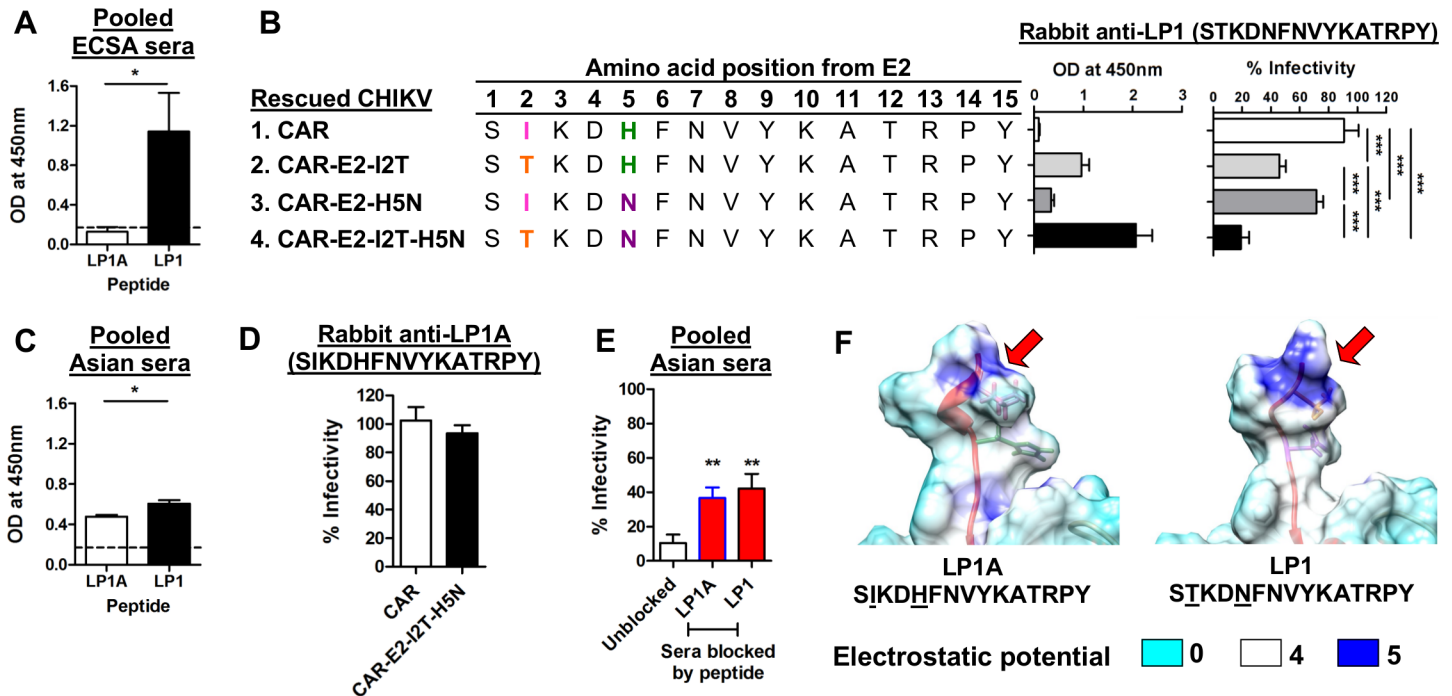 A
Pooled
ECSA sera
*
OD at 450nm
1.6
1.2
0.8
0.4
0.0
LP1A LP1
Peptide
B
Rabbit anti-LP1 (STKDNFNVYKATRPY)
Amino acid position from E2
OD at 450nm
% Infectivity
Rescued CHIKV 1 2 3 4 5 6 7 8 9 10 11 12 13 14 15
0 1 2 3
0 20 40 60 80 100 120
1. CAR S I K D H F N V Y K A T R P Y
2. CAR-E2-I2T S T K D H F N V Y K A T R P Y
3. CAR-E2-H5N S I K D N F N V Y K A T R P Y
4. CAR-E2-I2T-H5N S T K D N F N V Y K A T R P Y
*** *** *** *** *** ***
C
Pooled
Asian sera
*
OD at 450nm
1.6
1.2
0.8
0.4
0.0
LP1A LP1
Peptide
D
Rabbit anti-LP1A
(SIKDHFNVYKATRPY)
% Infectivity
120
100
80
60
40
20
0
CAR
CAR-E2-I2T-H5N
E
Pooled
Asian sera
% Infectivity
100
80
60
40
20
0
** **
Unblocked
LP1A
LP1
Sera blocked
by peptide
F
LP1A
SIKDHFNVYKATRPY
LP1
STKDNFNVYKATRPY
Electrostatic potential 0 4 5